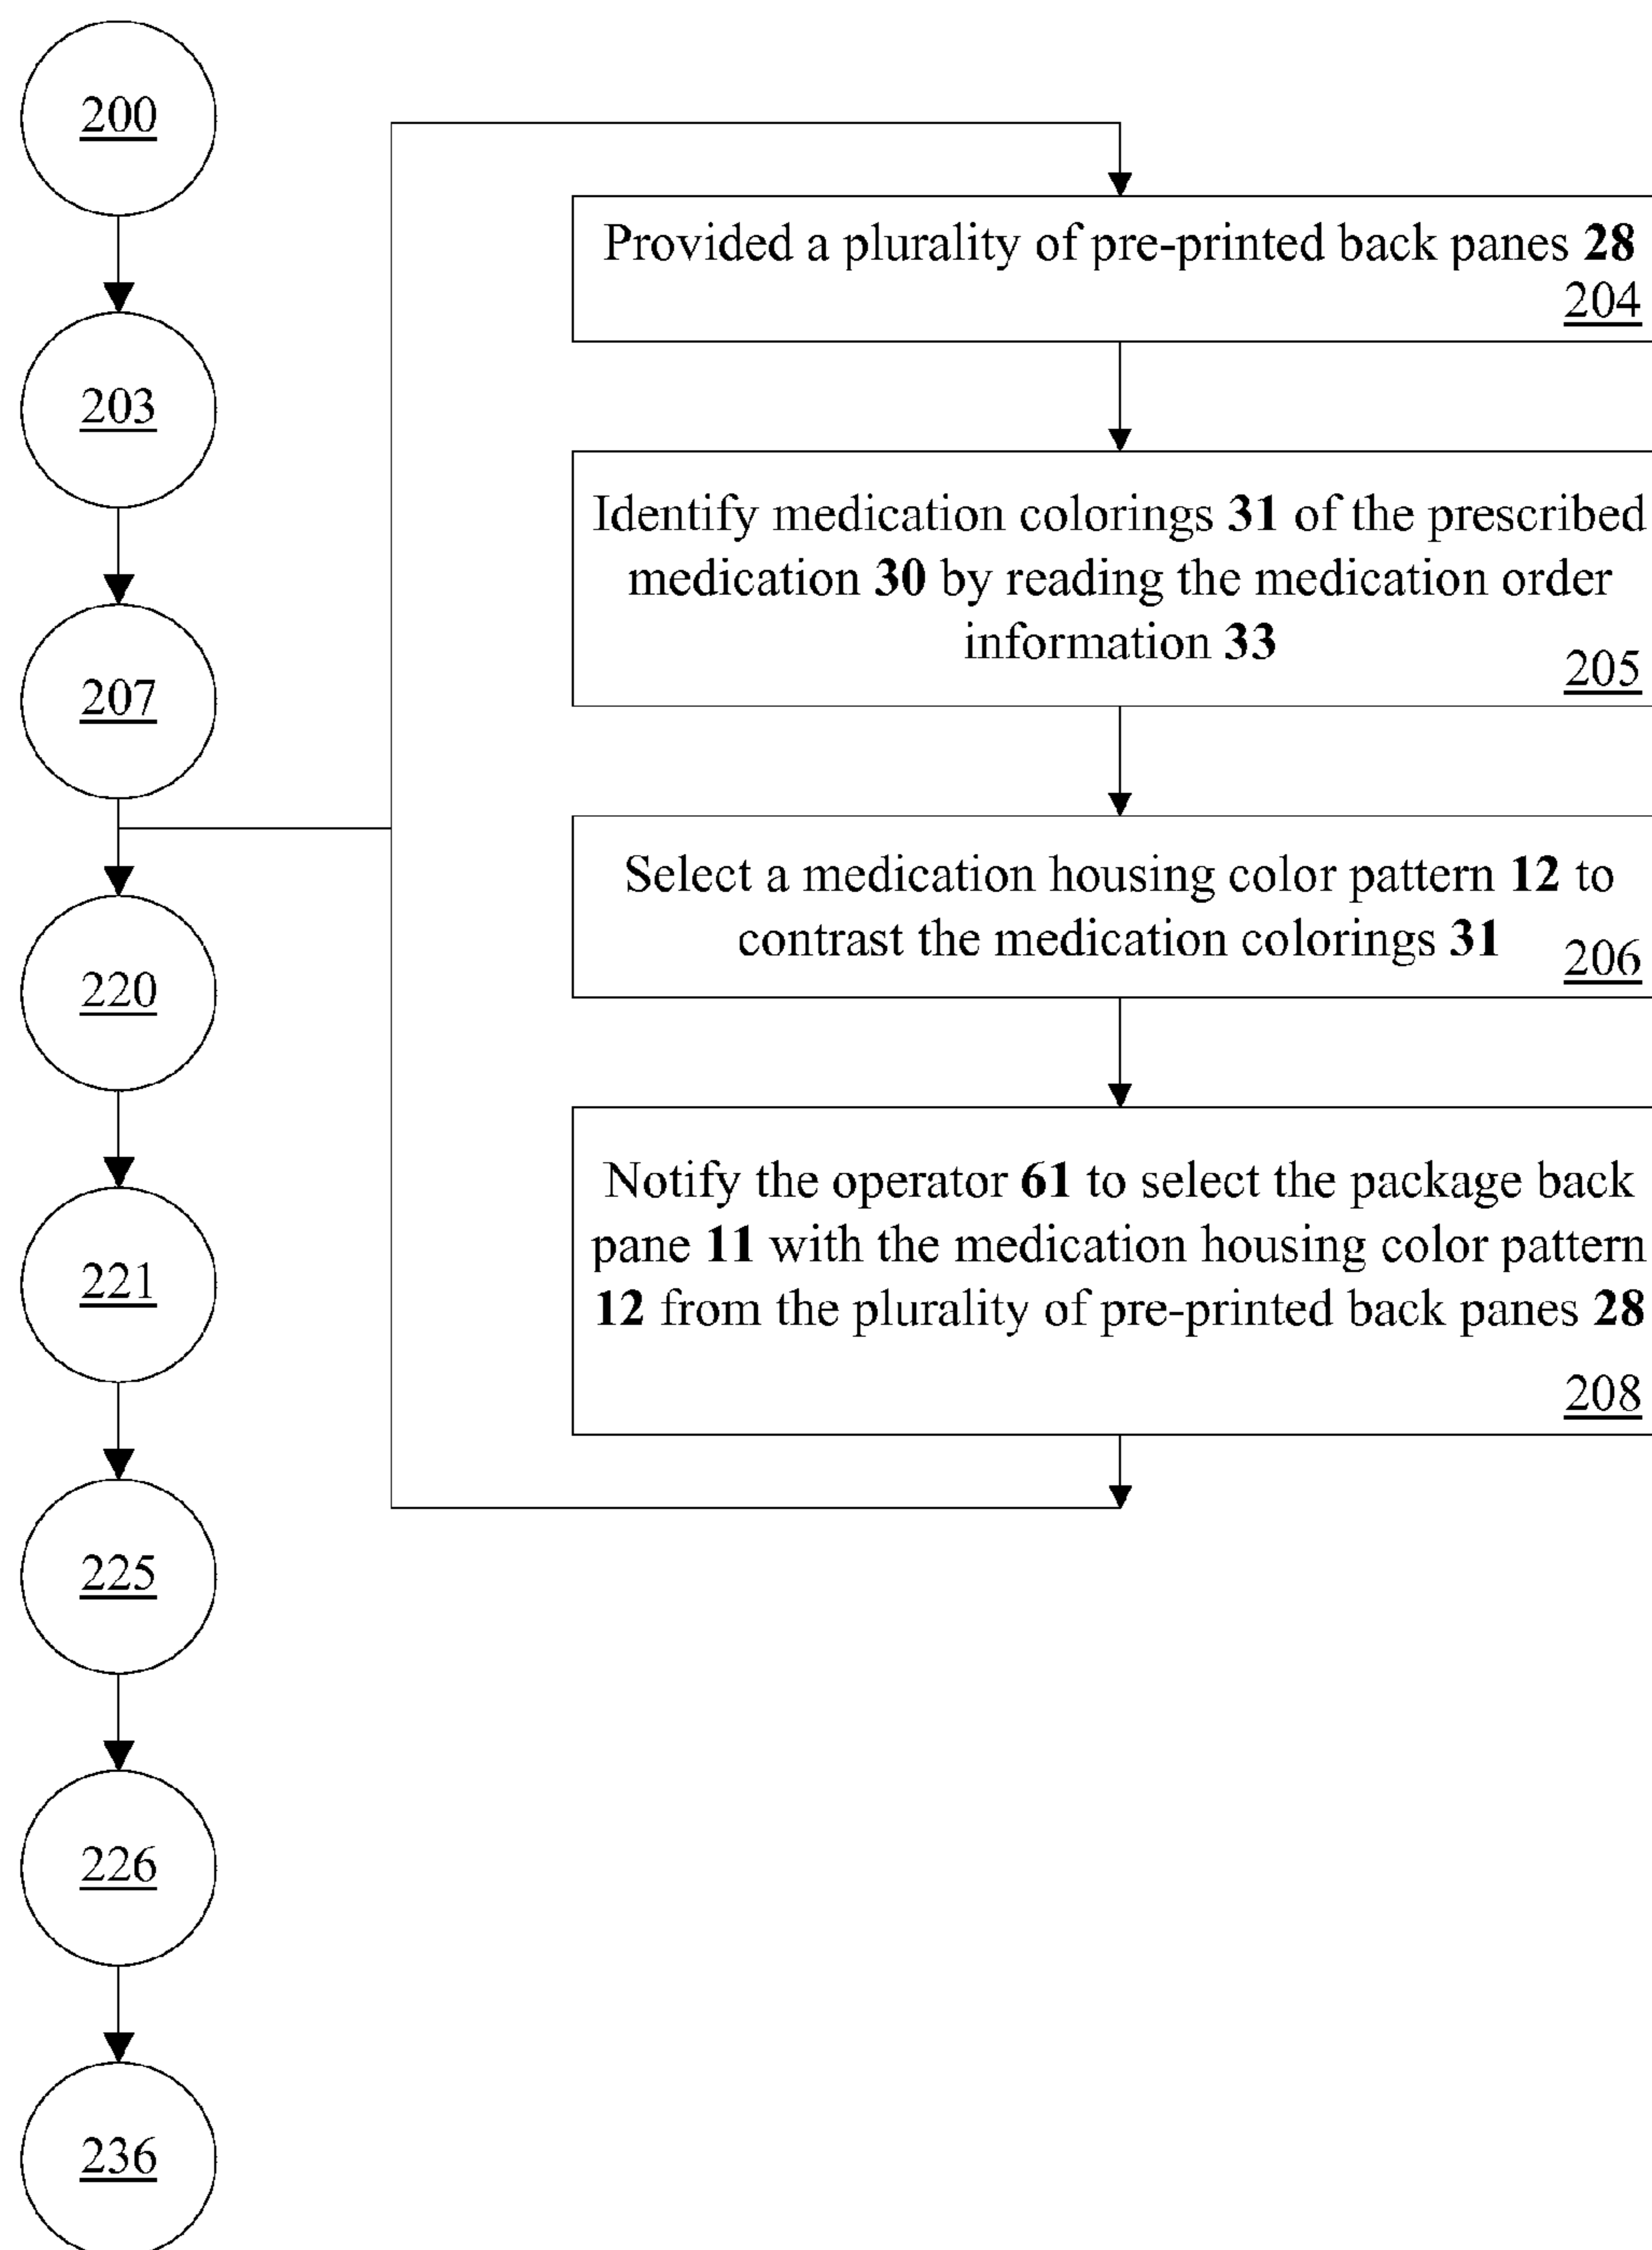 200
203
207
220
221
225
226
236
Provided a plurality of pre-printed back panes 28
204
Identify medication colorings 31 of the prescribed
medication 30 by reading the medication order
information 33
205
Select a medication housing color pattern 12 to
contrast the medication colorings 31
206
Notify the operator 61 to select the package back
pane 11 with the medication housing color pattern
12 from the plurality of pre-printed back panes 28
208